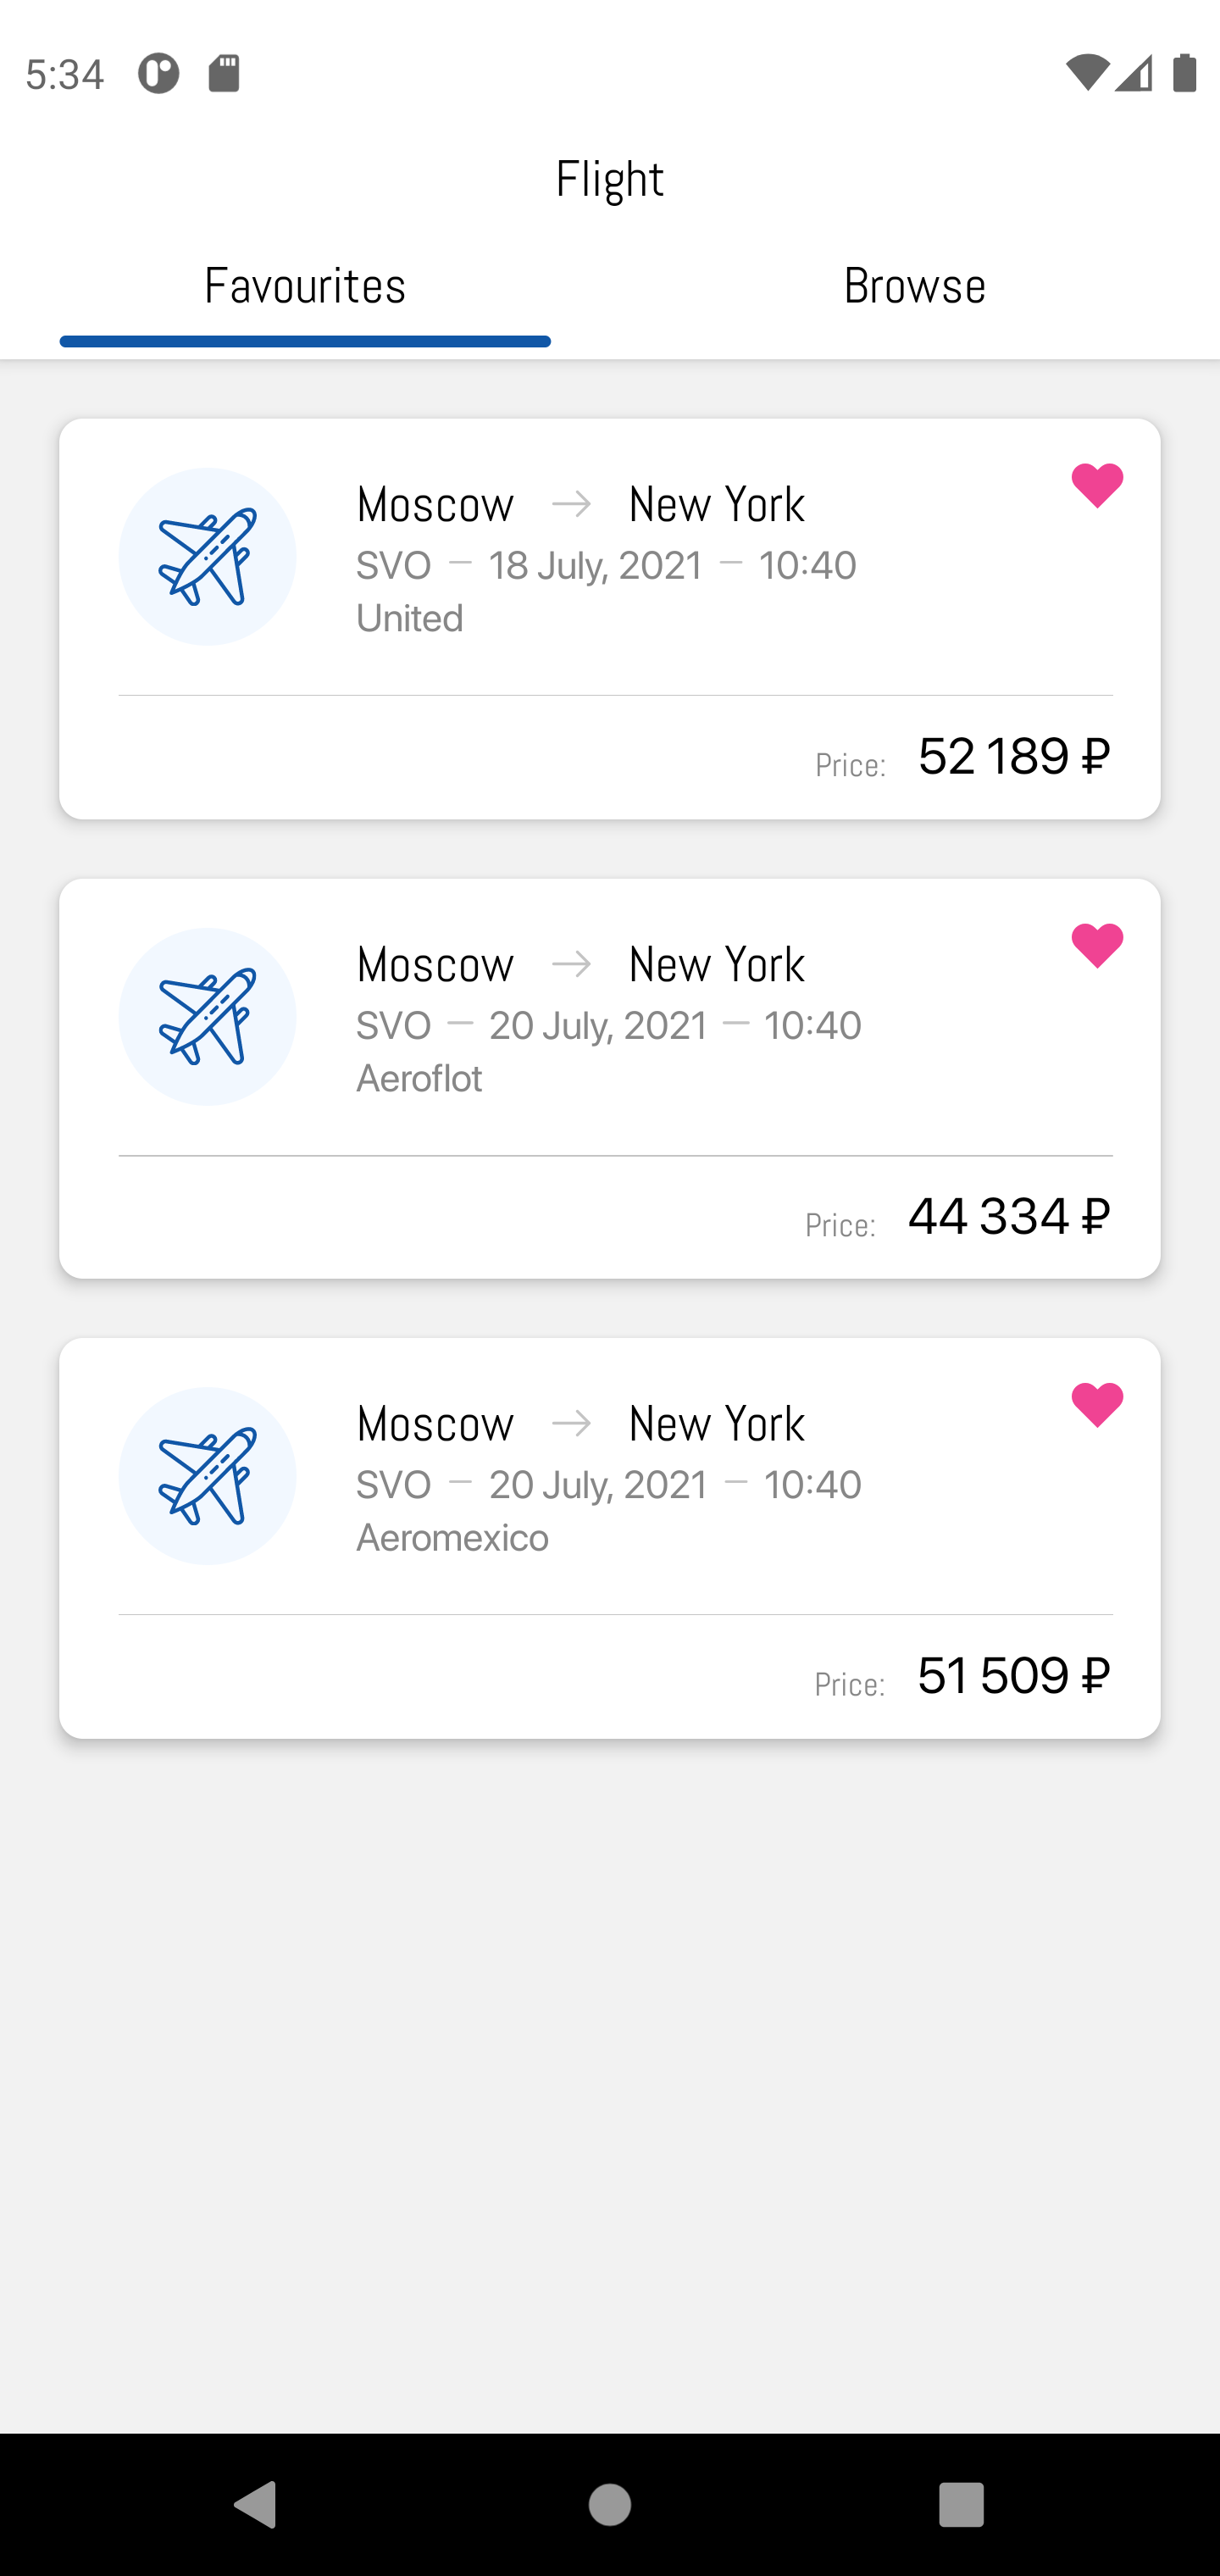 5:34
Flight
Favourites Browse
Moscow → New York
SVO — 18 July, 2021 — 10:40
United
Price: 52 189 ₽
Moscow → New York
SVO — 20 July, 2021 — 10:40
Aeroflot
Price: 44 334 ₽
Moscow → New York
SVO — 20 July, 2021 — 10:40
Aeromexico
Price: 51 509 ₽